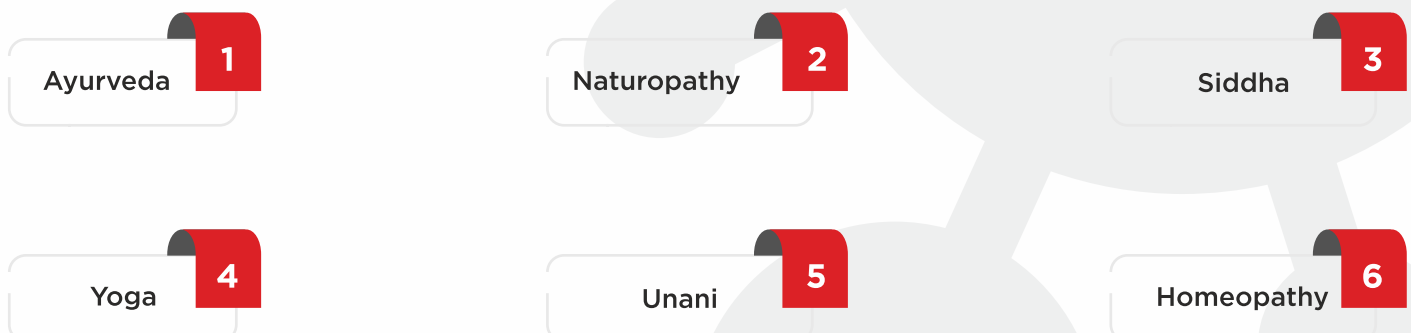 1
Ayurveda
2
Naturopathy
3
Siddha
4
Yoga
5
Unani
6
Homeopathy